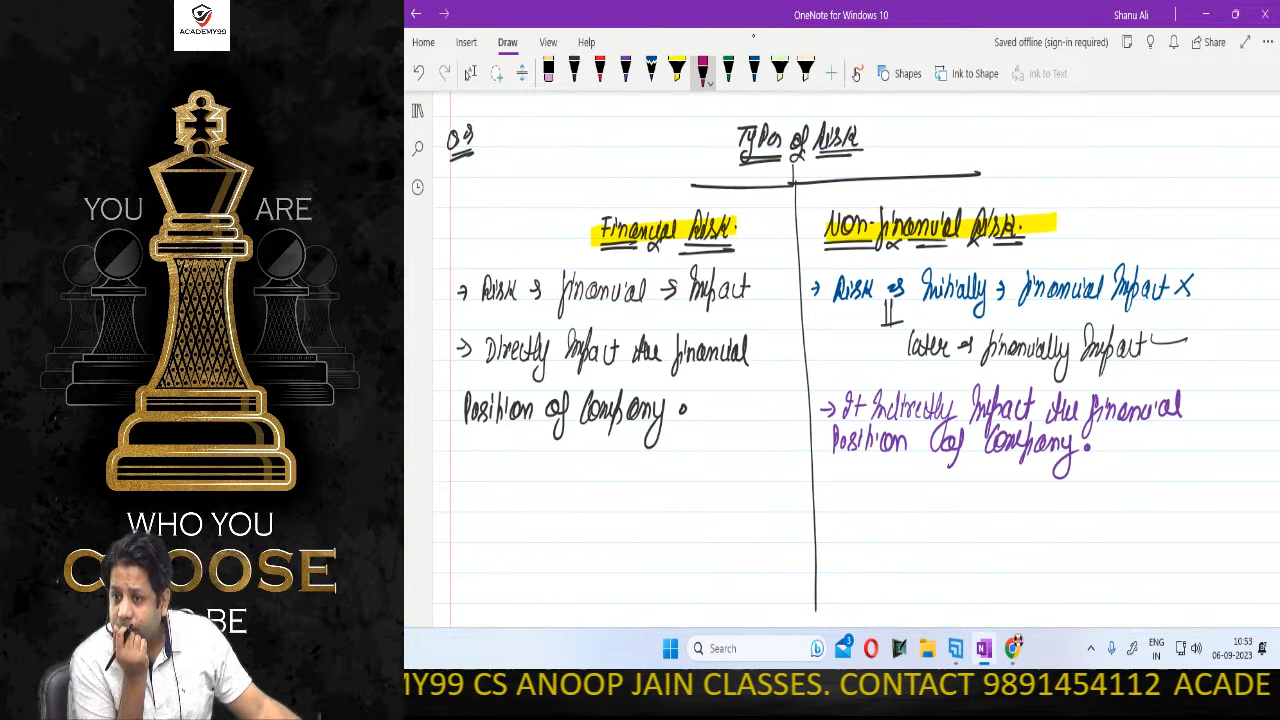 ACADEMY99
YOU ARE
WHO YOU
CHOOSE
BE
OneNote for Windows 10
Shanu Ali
Home Insert Draw View Help
Saved offline (sign-in required)
Share
Shapes
Ink to Shape
Ink to Text
Types of Risk
Financial Risk.
→ Risk → financial → Impact
→ Directly Impact the financial
Position of Company.
Non-financial Risk.
→ Risk → Initially → financial Impact X
Later → financially Impact
→ It Indirectly Impact the financial
Position of Company.
Search
3
ENG
IN
10:53
06-09-2023
MY99 CS ANOOP JAIN CLASSES. CONTACT 9891454112 ACADE